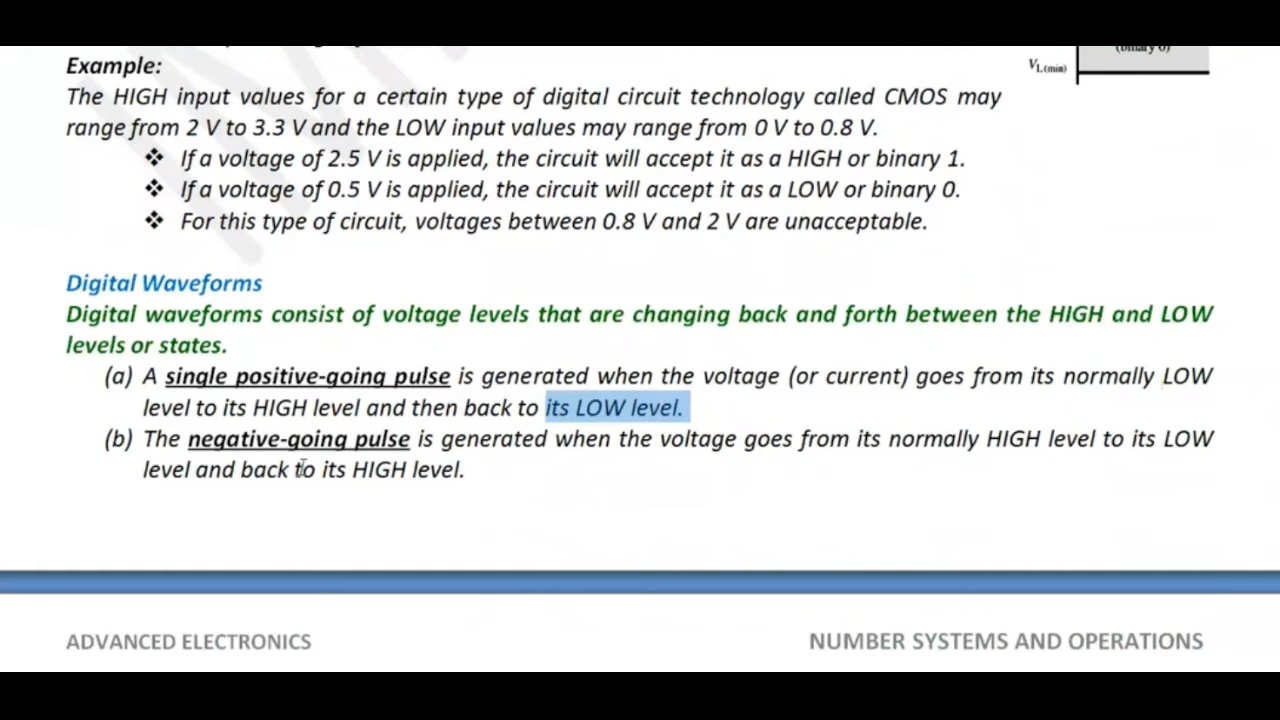 (binary 0)
VL(min)
Example:
The HIGH input values for a certain type of digital circuit technology called CMOS may
range from 2 V to 3.3 V and the LOW input values may range from 0 V to 0.8 V.
❖ If a voltage of 2.5 V is applied, the circuit will accept it as a HIGH or binary 1.
❖ If a voltage of 0.5 V is applied, the circuit will accept it as a LOW or binary 0.
❖ For this type of circuit, voltages between 0.8 V and 2 V are unacceptable.
Digital Waveforms
Digital waveforms consist of voltage levels that are changing back and forth between the HIGH and LOW
levels or states.
(a) A single positive-going pulse is generated when the voltage (or current) goes from its normally LOW
level to its HIGH level and then back to its LOW level.
(b) The negative-going pulse is generated when the voltage goes from its normally HIGH level to its LOW
level and back to its HIGH level.
ADVANCED ELECTRONICS
NUMBER SYSTEMS AND OPERATIONS